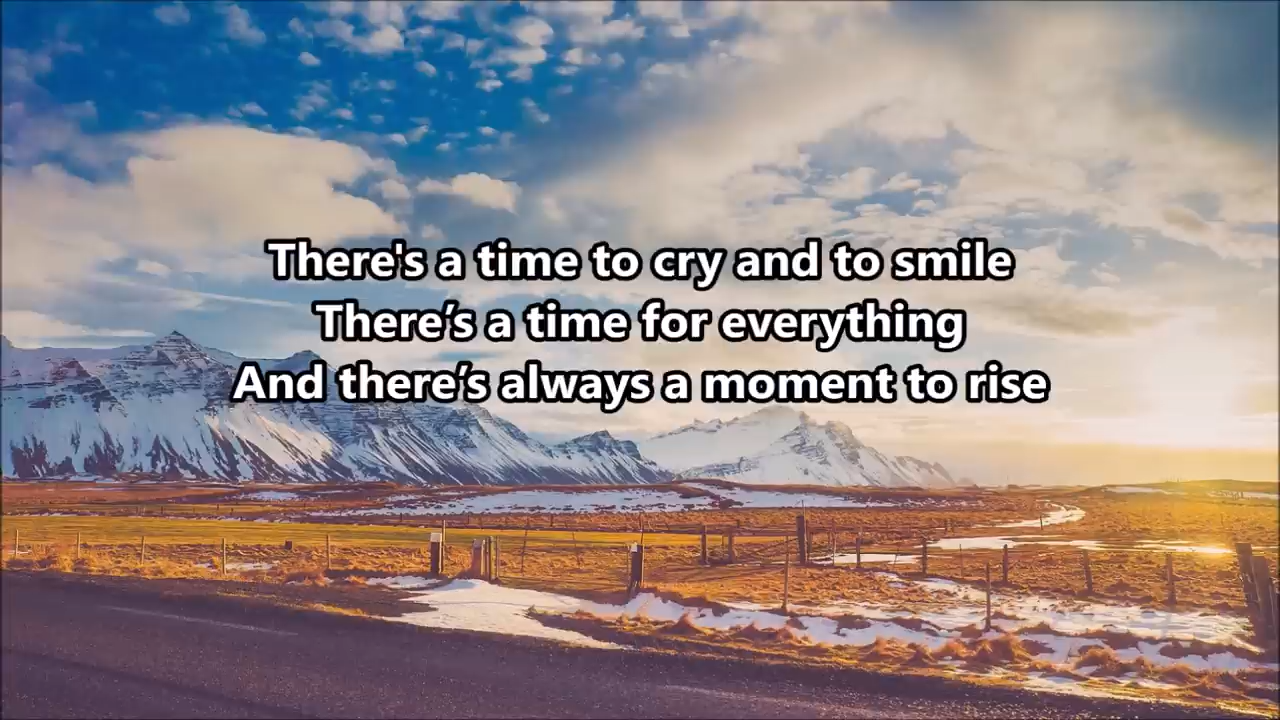 There's a time to cry and to smile
There’s a time for everything
And there’s always a moment to rise